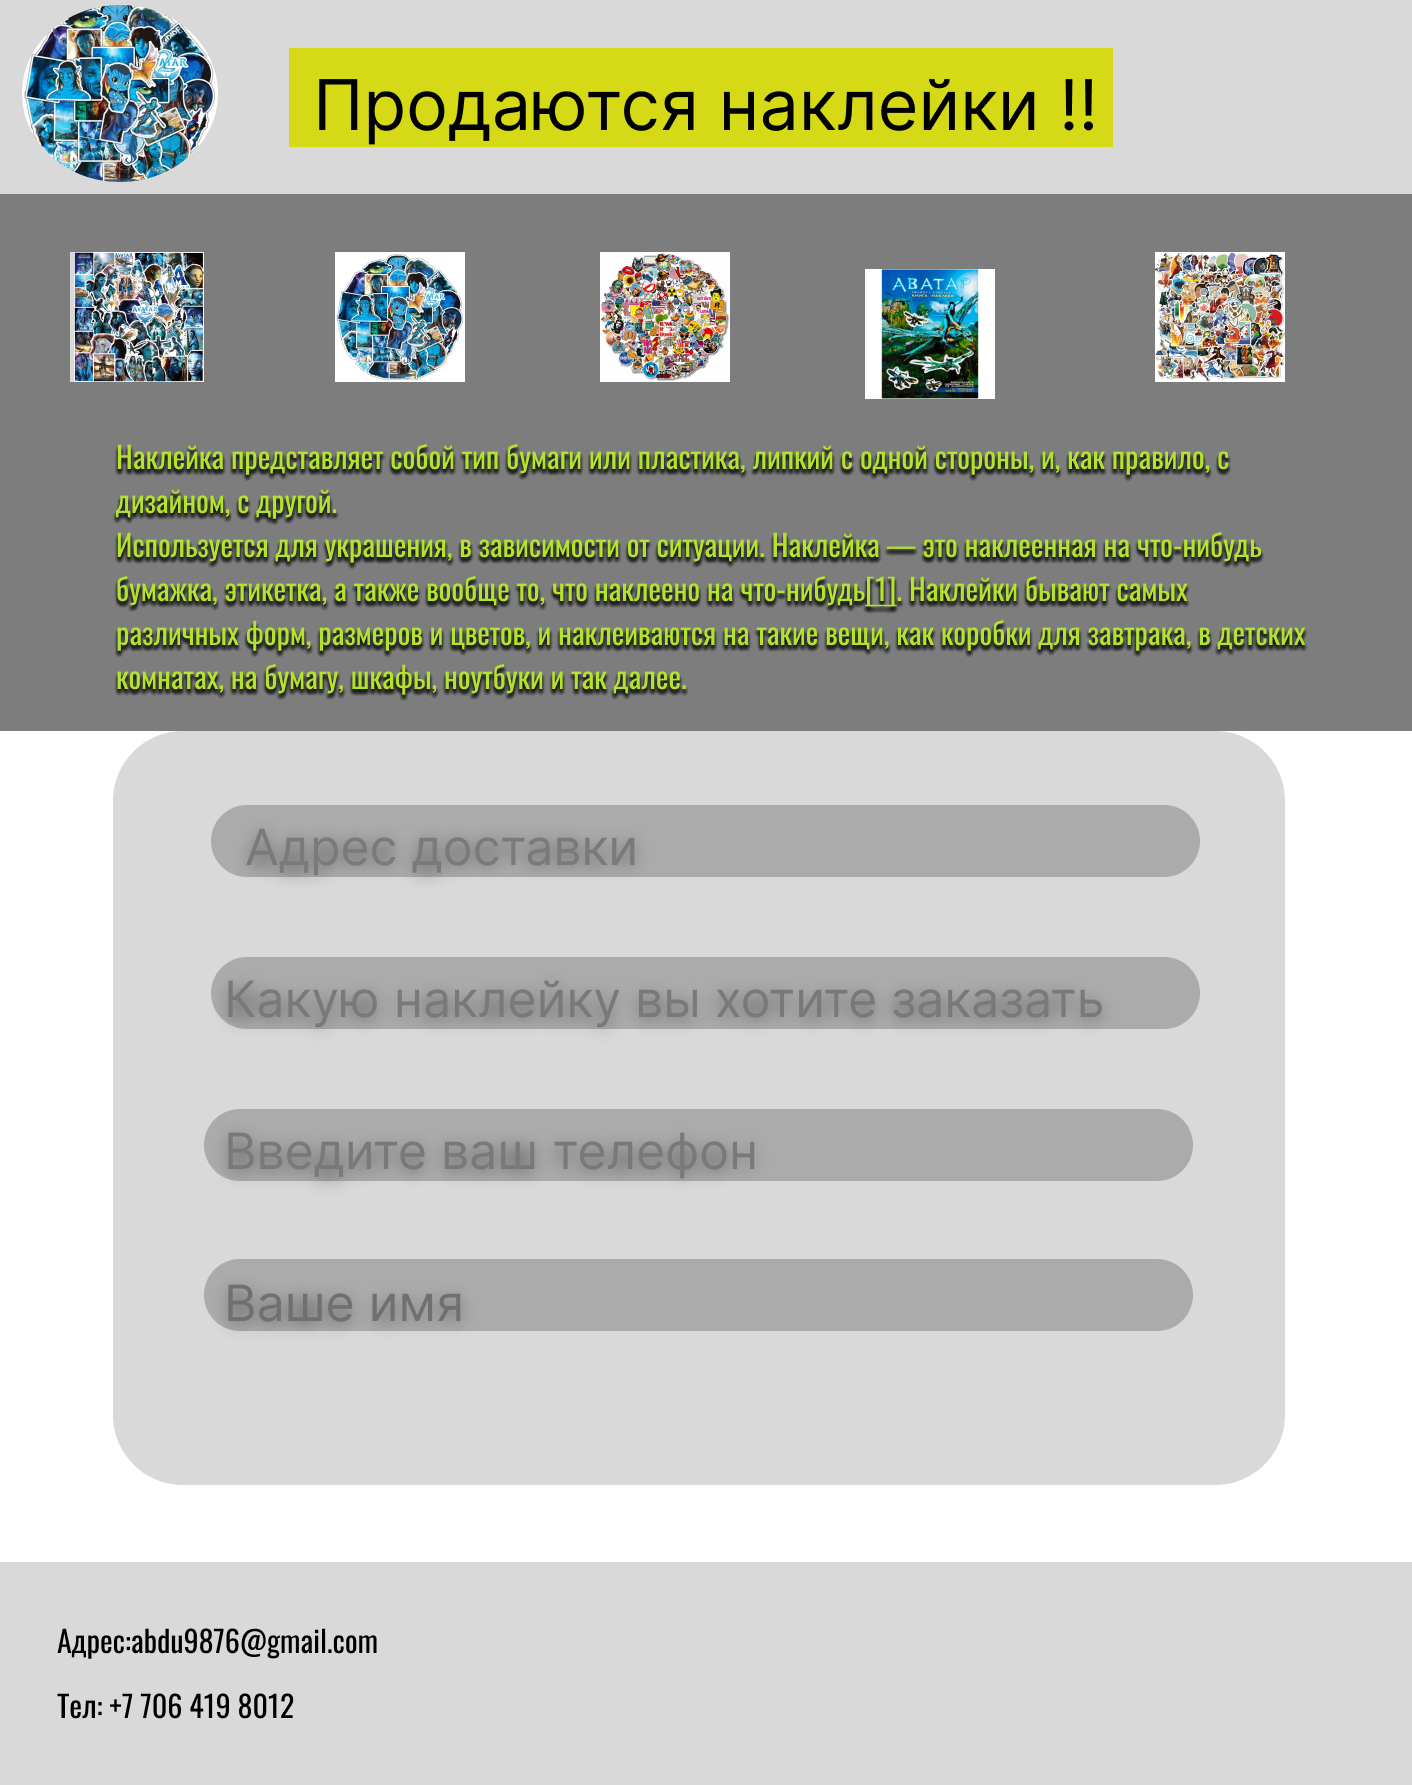 Продаются наклейки !!
АВАТАР
Наклейка представляет собой тип бумаги или пластика, липкий с одной стороны, и, как правило, с
дизайном, с другой.
Используется для украшения, в зависимости от ситуации. Наклейка — это наклеенная на что-нибудь
бумажка, этикетка, а также вообще то, что наклеено на что-нибудь[1]. Наклейки бывают самых
различных форм, размеров и цветов, и наклеиваются на такие вещи, как коробки для завтрака, в детских
комнатах, на бумагу, шкафы, ноутбуки и так далее.
Адрес доставки
Какую наклейку вы хотите заказать
Введите ваш телефон
Ваше имя
Адрес:abdu9876@gmail.com
Тел: +7 706 419 8012